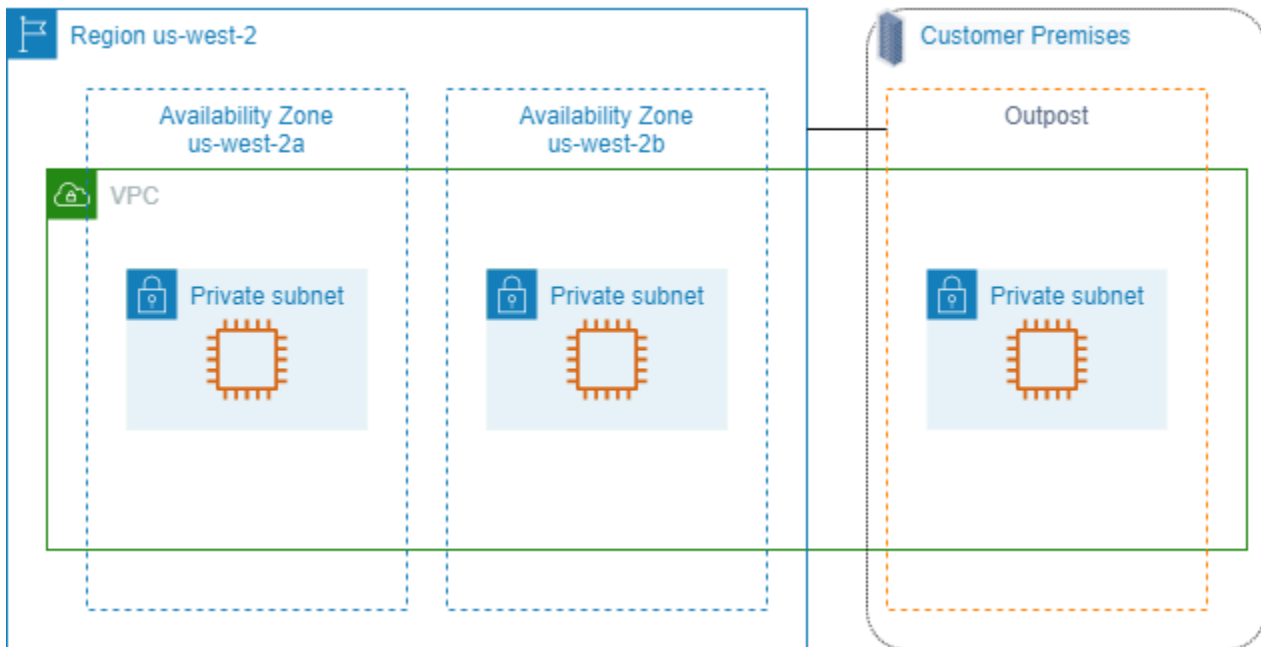 Region us-west-2
Customer Premises
Availability Zone
us-west-2a
Availability Zone
us-west-2b
Outpost
VPC
Private subnet
Private subnet
Private subnet